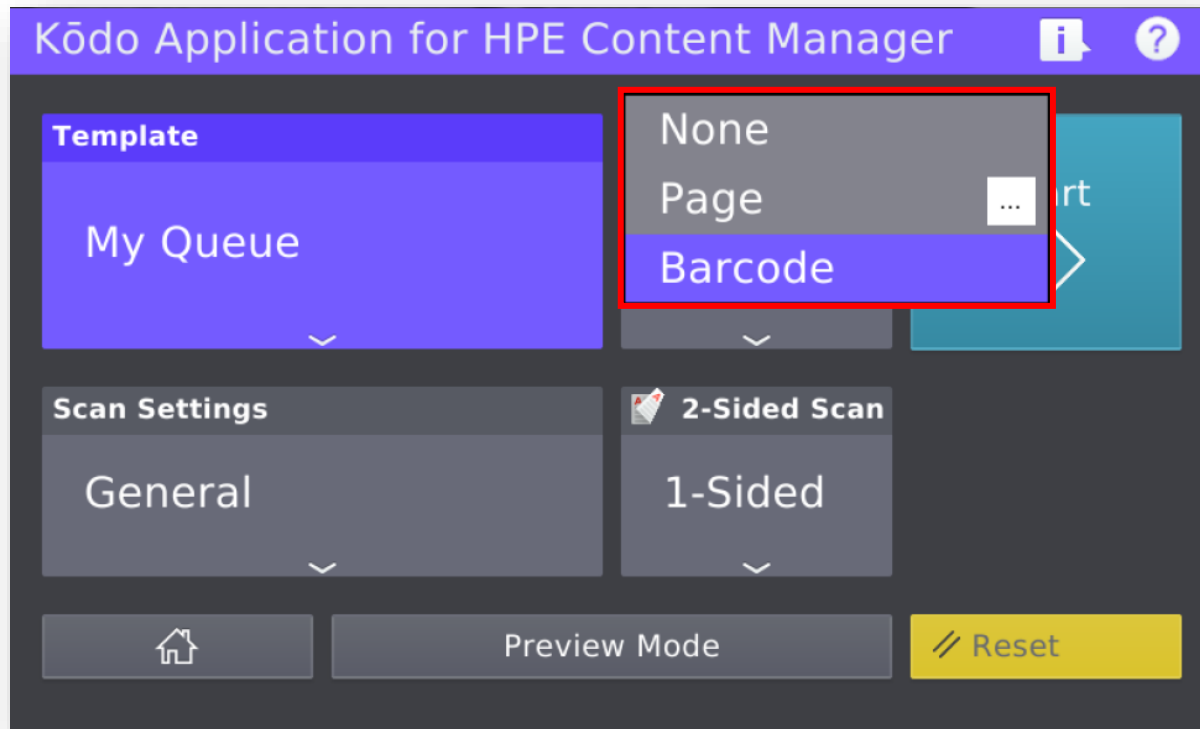 Kōdo Application for HPE Content Manager
Template
My Queue
None
Page ...
Barcode
Scan Settings
General
2-Sided Scan
1-Sided
Preview Mode
Reset